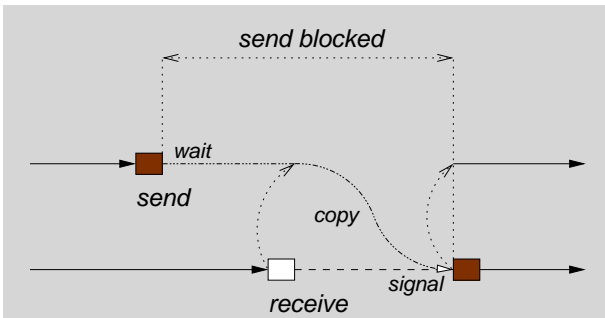 send blocked
wait
send
copy
signal
receive